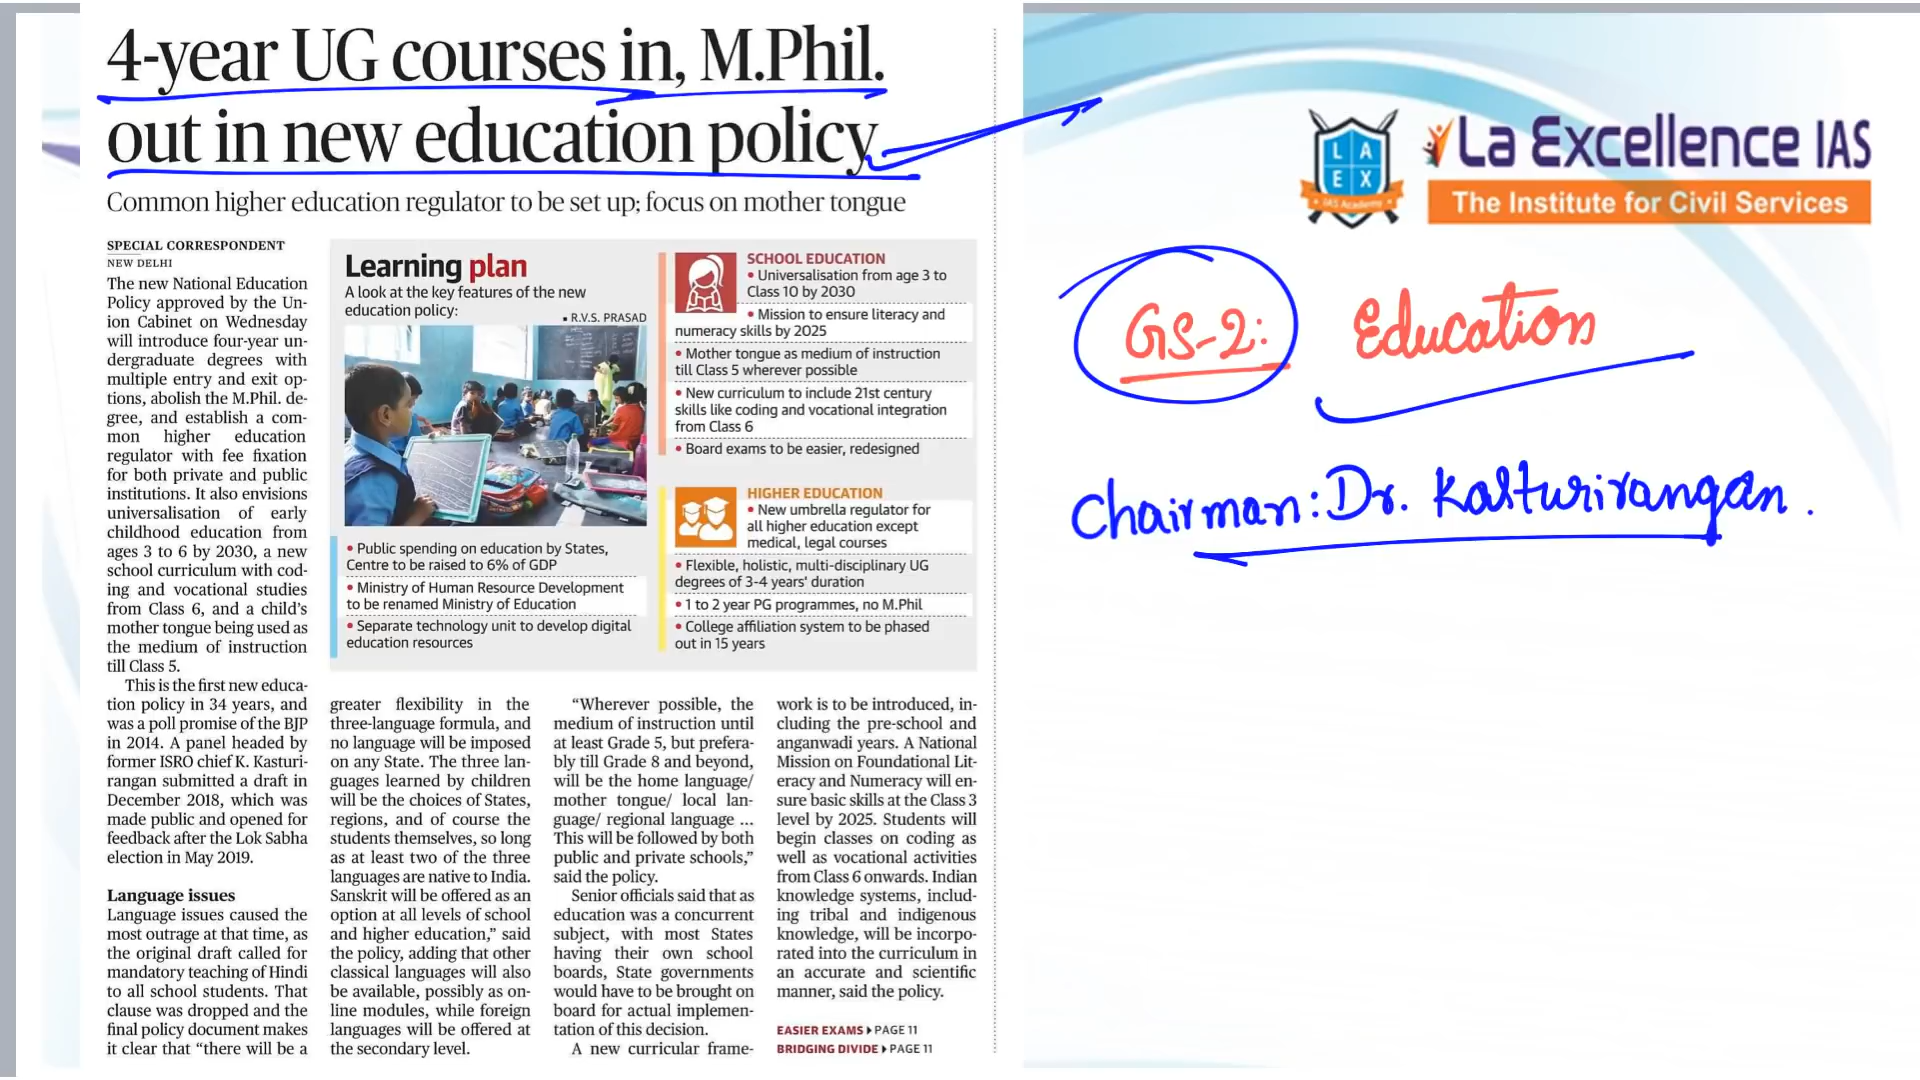 4-year UG courses in, M.Phil.
out in new education policy
Common higher education regulator to be set up; focus on mother tongue
SPECIAL CORRESPONDENT
NEW DELHI
The new National Education
Policy approved by the Un-
ion Cabinet on Wednesday
will introduce four-year un-
dergraduate degrees with
multiple entry and exit op-
tions, abolish the M.Phil. de-
gree, and establish a com-
mon higher education
regulator with fee fixation
for both private and public
institutions. It also envisions
universalisation of early
childhood education from
ages 3 to 6 by 2030, a new
school curriculum with cod-
ing and vocational studies
from Class 6, and a child's
mother tongue being used as
the medium of instruction
till Class 5.
This is the first new educa-
tion policy in 34 years, and
was a poll promise of the BJP
in 2014. A panel headed by
former ISRO chief K. Kasturi-
rangan submitted a draft in
December 2018, which was
made public and opened for
feedback after the Lok Sabha
election in May 2019.
Language issues
Language issues caused the
most outrage at that time, as
the original draft called for
mandatory teaching of Hindi
to all school students. That
clause was dropped and the
final policy document makes
it clear that “there will be a
Learning plan
A look at the key features of the new
education policy:
▪ R.V.S. PRASAD
• Public spending on education by States,
Centre to be raised to 6% of GDP
• Ministry of Human Resource Development
to be renamed Ministry of Education
• Separate technology unit to develop digital
education resources
SCHOOL EDUCATION
• Universalisation from age 3 to
Class 10 by 2030
• Mission to ensure literacy and
numeracy skills by 2025
• Mother tongue as medium of instruction
till Class 5 wherever possible
• New curriculum to include 21st century
skills like coding and vocational integration
from Class 6
• Board exams to be easier, redesigned
HIGHER EDUCATION
• New umbrella regulator for
all higher education except
medical, legal courses
• Flexible, holistic, multi-disciplinary UG
degrees of 3-4 years' duration
• 1 to 2 year PG programmes, no M.Phil
• College affiliation system to be phased
out in 15 years
greater flexibility in the
three-language formula, and
no language will be imposed
on any State. The three lan-
guages learned by children
will be the choices of States,
regions, and of course the
students themselves, so long
as at least two of the three
languages are native to India.
Sanskrit will be offered as an
option at all levels of school
and higher education,” said
the policy, adding that other
classical languages will also
be available, possibly as on-
line modules, while foreign
languages will be offered at
the secondary level.
“Wherever possible, the
medium of instruction until
at least Grade 5, but prefera-
bly till Grade 8 and beyond,
will be the home language/
mother tongue/ local lan-
guage/ regional language ...
This will be followed by both
public and private schools,”
said the policy.
Senior officials said that as
education was a concurrent
subject, with most States
having their own school
boards, State governments
would have to be brought on
board for actual implemen-
tation of this decision.
A new curricular frame-
work is to be introduced, in-
cluding the pre-school and
anganwadi years. A National
Mission on Foundational Lit-
eracy and Numeracy will en-
sure basic skills at the Class 3
level by 2025. Students will
begin classes on coding as
well as vocational activities
from Class 6 onwards. Indian
knowledge systems, includ-
ing tribal and indigenous
knowledge, will be incorpo-
rated into the curriculum in
an accurate and scientific
manner, said the policy.
EASIER EXAMS ▸ PAGE 11
BRIDGING DIVIDE ▸ PAGE 11
L A
E X
IAS Academy
La Excellence IAS
The Institute for Civil Services
GS-2: Education
Chairman: Dr. Kasturirangan.